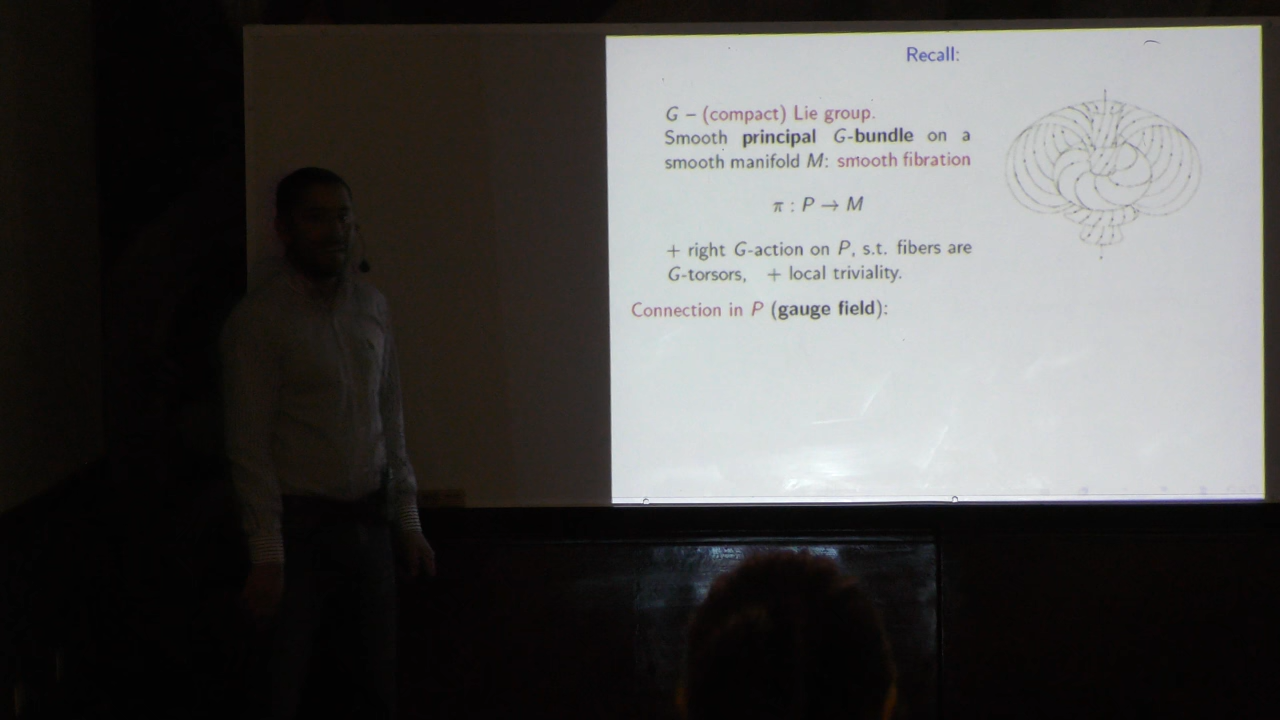 Recall:
G – (compact) Lie group.
Smooth principal G-bundle on a
smooth manifold M: smooth fibration
π : P → M
+ right G-action on P, s.t. fibers are
G-torsors, + local triviality.
Connection in P (gauge field):